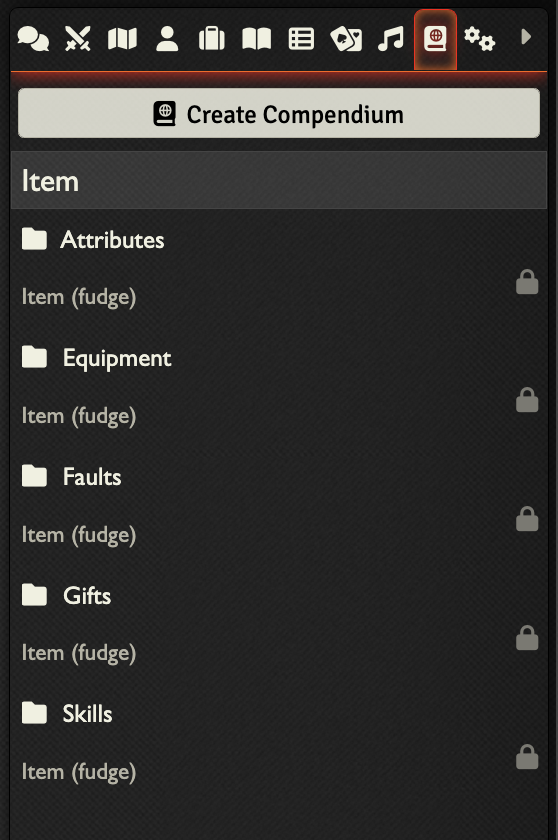 Create Compendium
Item
Attributes
Item (fudge)
Equipment
Item (fudge)
Faults
Item (fudge)
Gifts
Item (fudge)
Skills
Item (fudge)